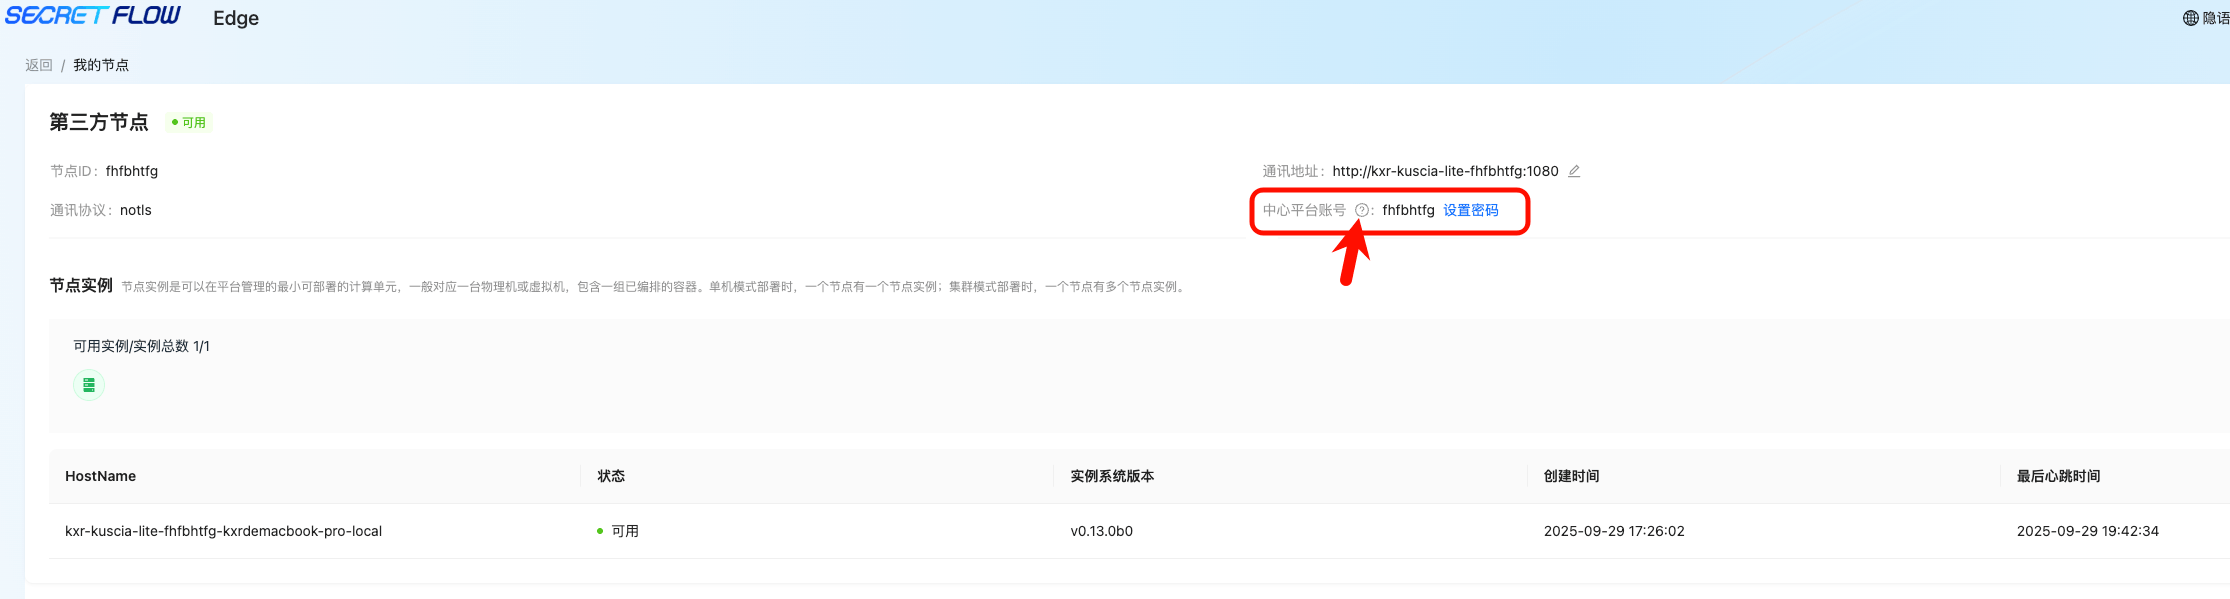 SECRET FLOW Edge 隐语
返回 / 我的节点
第三方节点 可用
节点ID: fhfbhtfg 通讯地址: http://kxr-kuscia-lite-fhfbhtfg:1080
通讯协议: notls 中心平台账号 ?: fhfbhtfg 设置密码
节点实例 节点实例是可以在平台管理的最小可部署的计算单元，一般对应一台物理机或虚拟机，包含一组已编排的容器。单机模式部署时，一个节点有一个节点实例；集群模式部署时，一个节点有多个节点实例。
可用实例/实例总数 1/1
HostName 状态 实例系统版本 创建时间 最后心跳时间
kxr-kuscia-lite-fhfbhtfg-kxrdemacbook-pro-local 可用 v0.13.0b0 2025-09-29 17:26:02 2025-09-29 19:42:34